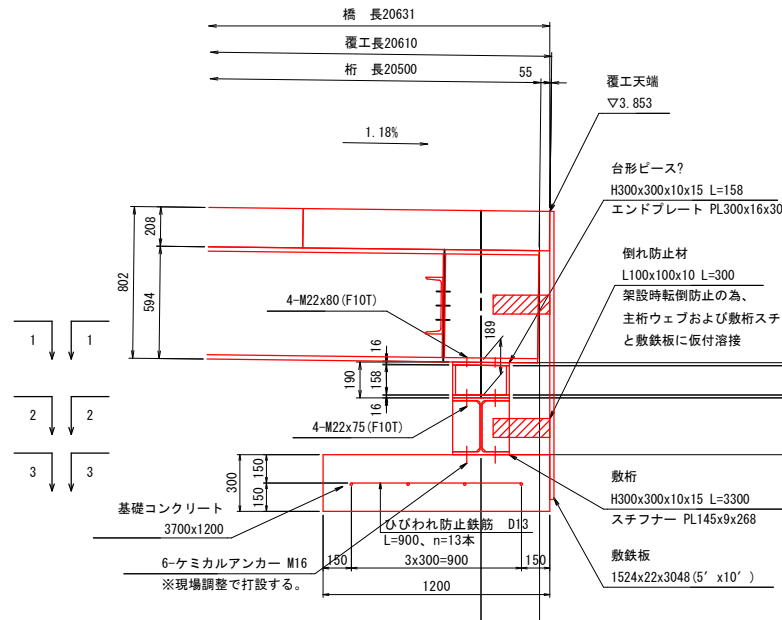 橋　長20631
覆工長20610
桁　長20500
55
1.18%
覆工天端
▽3.853
台形ピース?
H300x300x10x15 L=158
エンドプレート PL300x16x30
倒れ防止材
L100x100x10 L=300
架設時転倒防止の為、
主桁ウェブおよび敷桁スチ
と敷鉄板に仮付溶接
802
208
594
4-M22x80(F10T)
189
16
190
158
16
4-M22x75(F10T)
1 1
2 2
3 3
300
150
150
基礎コンクリート
3700x1200
ひびわれ防止鉄筋 D13
L=900、n=13本
6-ケミカルアンカー M16
※現場調整で打設する。
150
3x300=900
150
1200
敷桁
H300x300x10x15 L=3300
スチフナー PL145x9x268
敷鉄板
1524x22x3048(5′x10′)